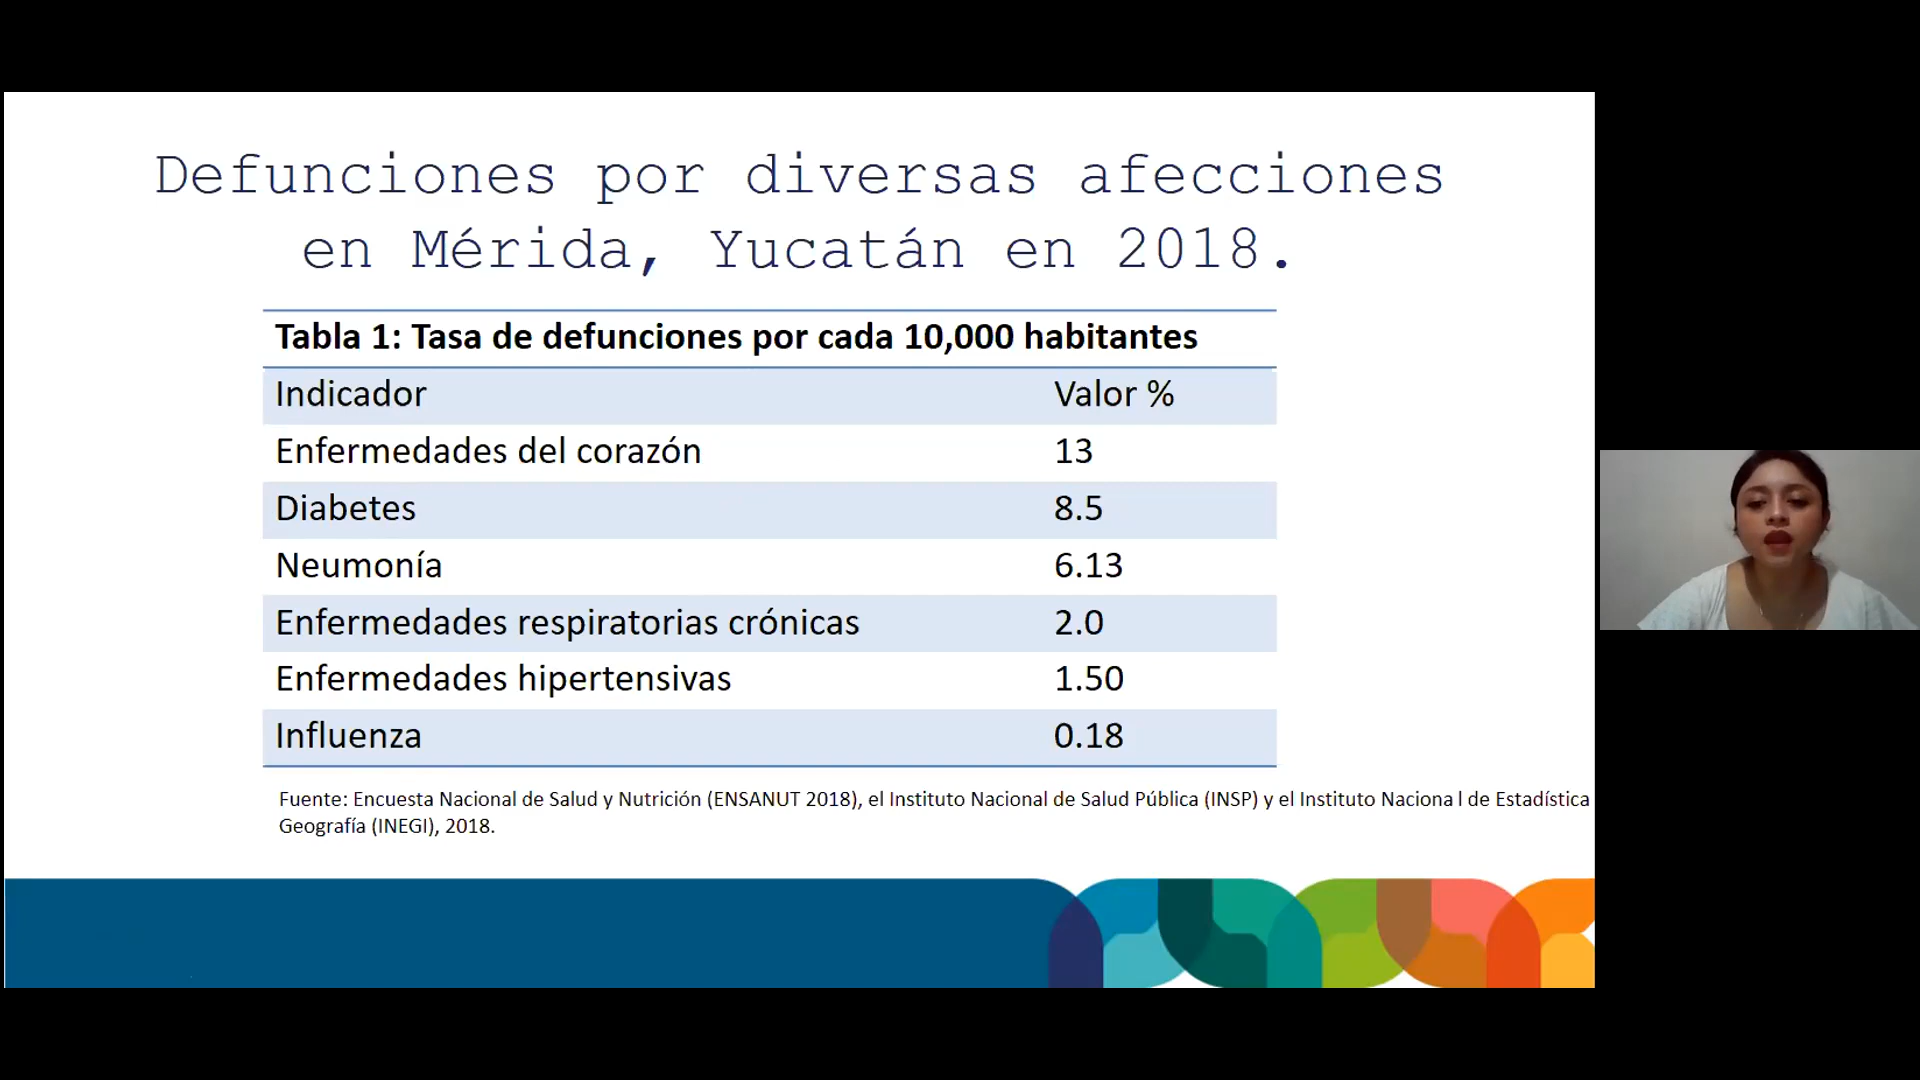 Defunciones por diversas afecciones
en Mérida, Yucatán en 2018.
Tabla 1: Tasa de defunciones por cada 10,000 habitantes
Indicador Valor %
Enfermedades del corazón 13
Diabetes 8.5
Neumonía 6.13
Enfermedades respiratorias crónicas 2.0
Enfermedades hipertensivas 1.50
Influenza 0.18
Fuente: Encuesta Nacional de Salud y Nutrición (ENSANUT 2018), el Instituto Nacional de Salud Pública (INSP) y el Instituto Naciona l de Estadística
Geografía (INEGI), 2018.